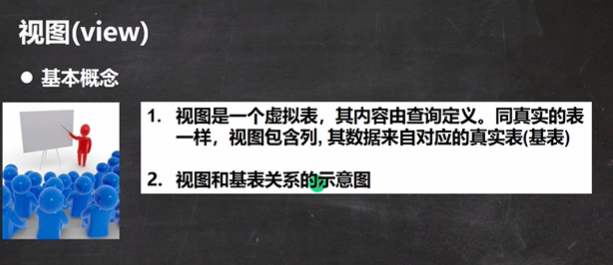 视图(view)
● 基本概念
1. 视图是一个虚拟表，其内容由查询定义。同真实的表
一样，视图包含列, 其数据来自对应的真实表(基表)
2. 视图和基表关系的示意图